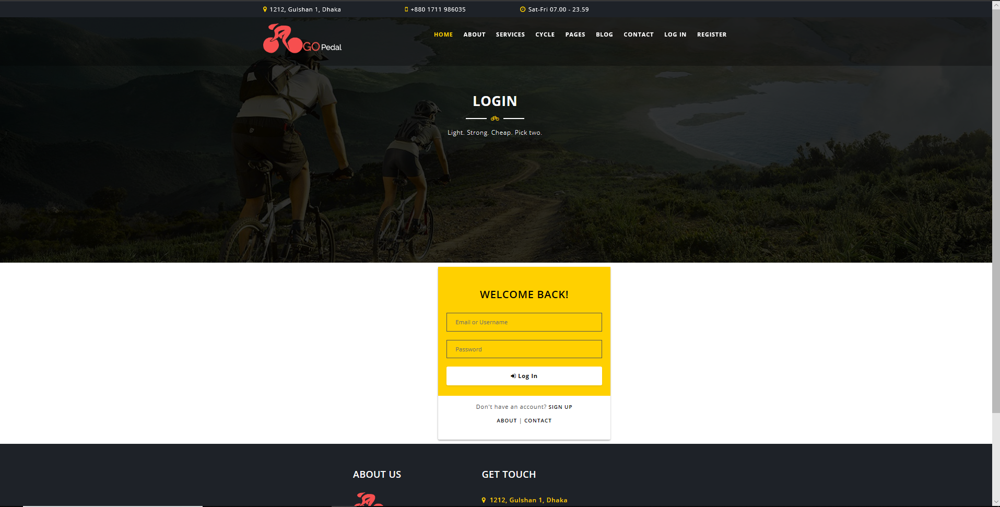 1212, Gulshan 1, Dhaka
+880 1711 986035
Sat-Fri 07.00 - 23.59
GO Pedal
HOME ABOUT SERVICES CYCLE PAGES BLOG CONTACT LOG IN REGISTER
LOGIN
Light. Strong. Cheap. Pick two.
WELCOME BACK!
Email or Username
Password
Log In
Don't have an account? SIGN UP
ABOUT | CONTACT
ABOUT US
GET TOUCH
1212, Gulshan 1, Dhaka